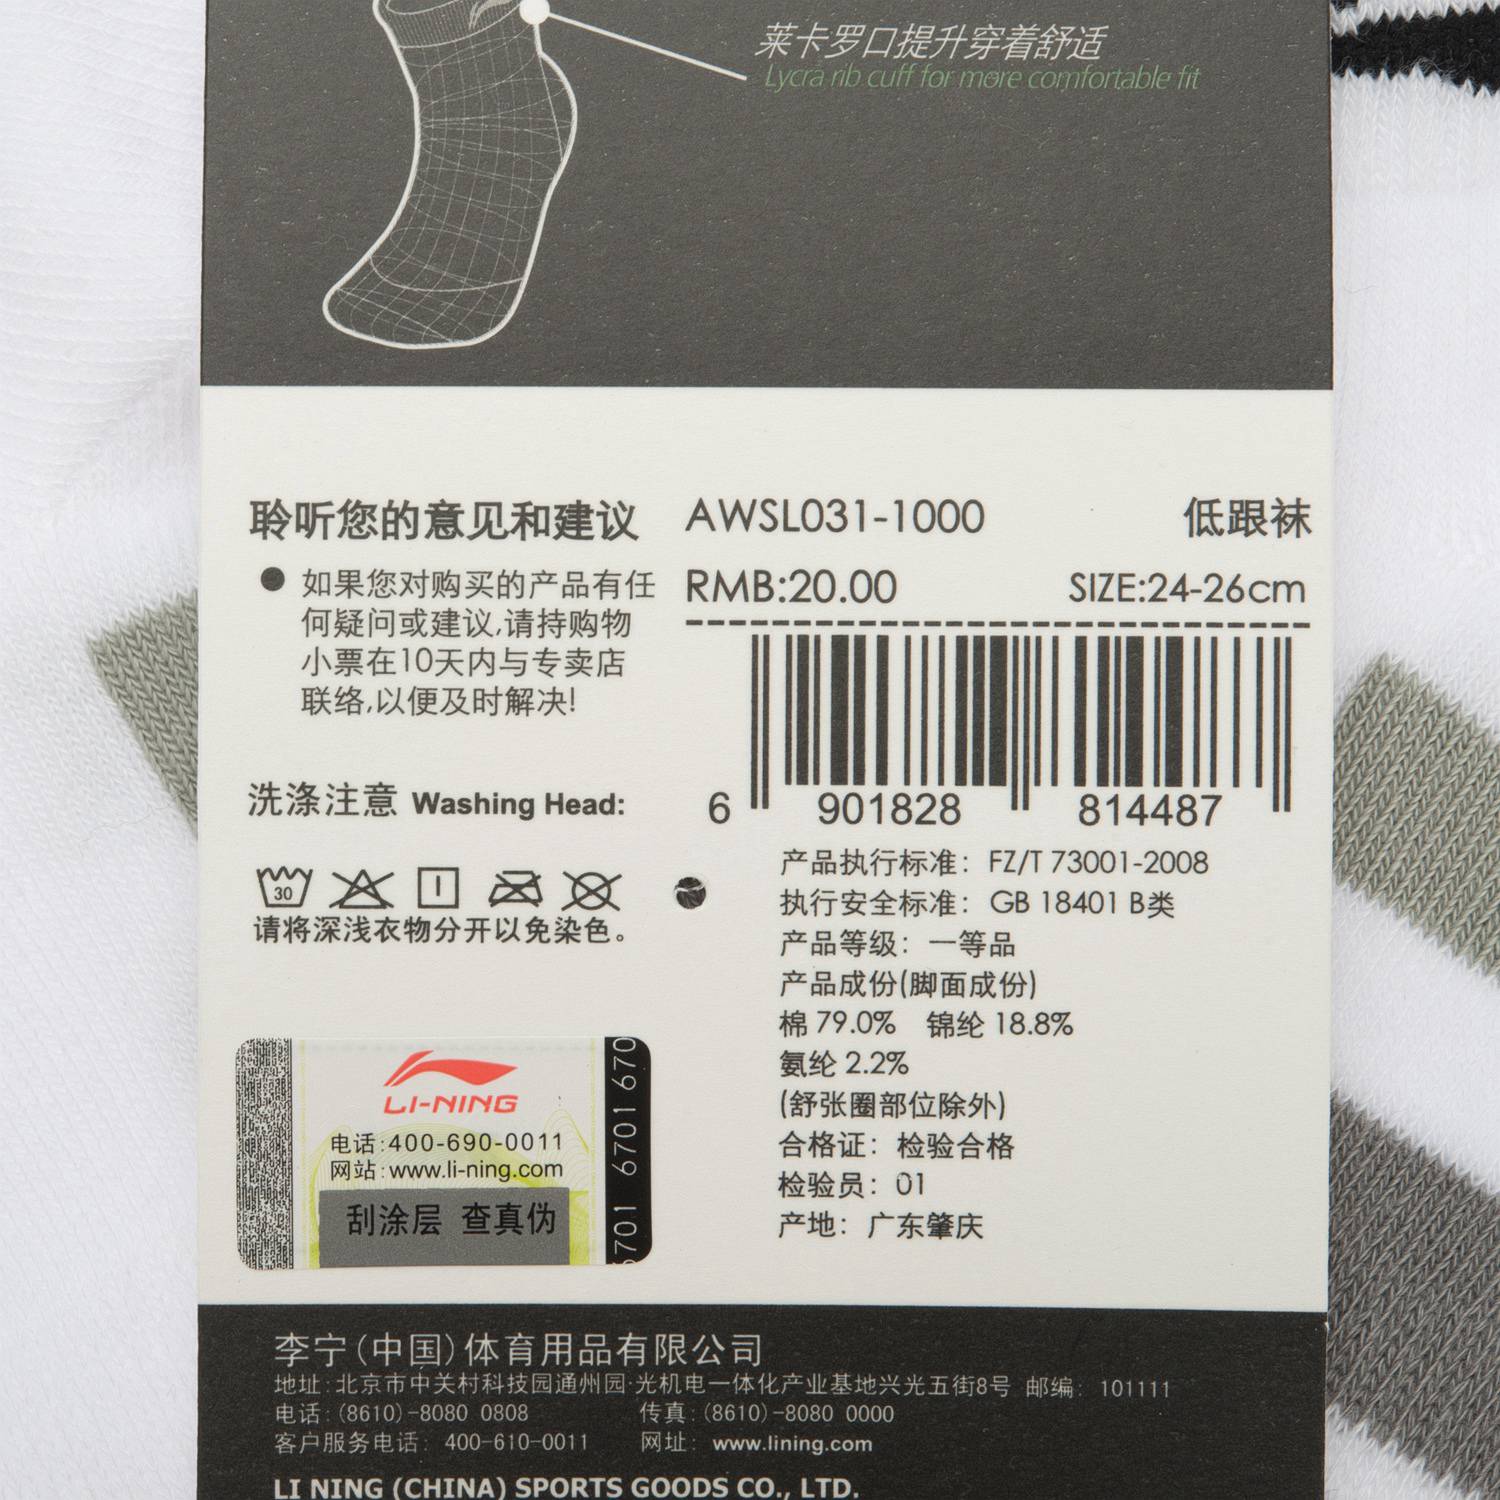 莱卡罗口提升穿着舒适
Lycra rib cuff for more comfortable fit
聆听您的意见和建议
●如果您对购买的产品有任
何疑问或建议,请持购物
小票在10天内与专卖店
联络,以便及时解决!
洗涤注意 Washing Head:
30
请将深浅衣物分开以免染色。
LI-NING
电话:400-690-0011
网站:www.li-ning.com
刮涂层 查真伪
6701 6701 670
AWSL031-1000 低跟袜
RMB:20.00 SIZE:24-26cm
6 901828 814487
产品执行标准: FZ/T 73001-2008
执行安全标准: GB 18401 B类
产品等级: 一等品
产品成份(脚面成份)
棉 79.0% 锦纶 18.8%
氨纶 2.2%
(舒张圈部位除外)
合格证: 检验合格
检验员: 01
产地: 广东肇庆
李宁(中国)体育用品有限公司
地址:北京市中关村科技园通州园·光机电一体化产业基地兴光五街8号 邮编: 101111
电话:(8610)-8080 0808 传真:(8610)-8080 0000
客户服务电话: 400-610-0011 网址: www.lining.com
LI NING (CHINA) SPORTS GOODS CO., LTD.